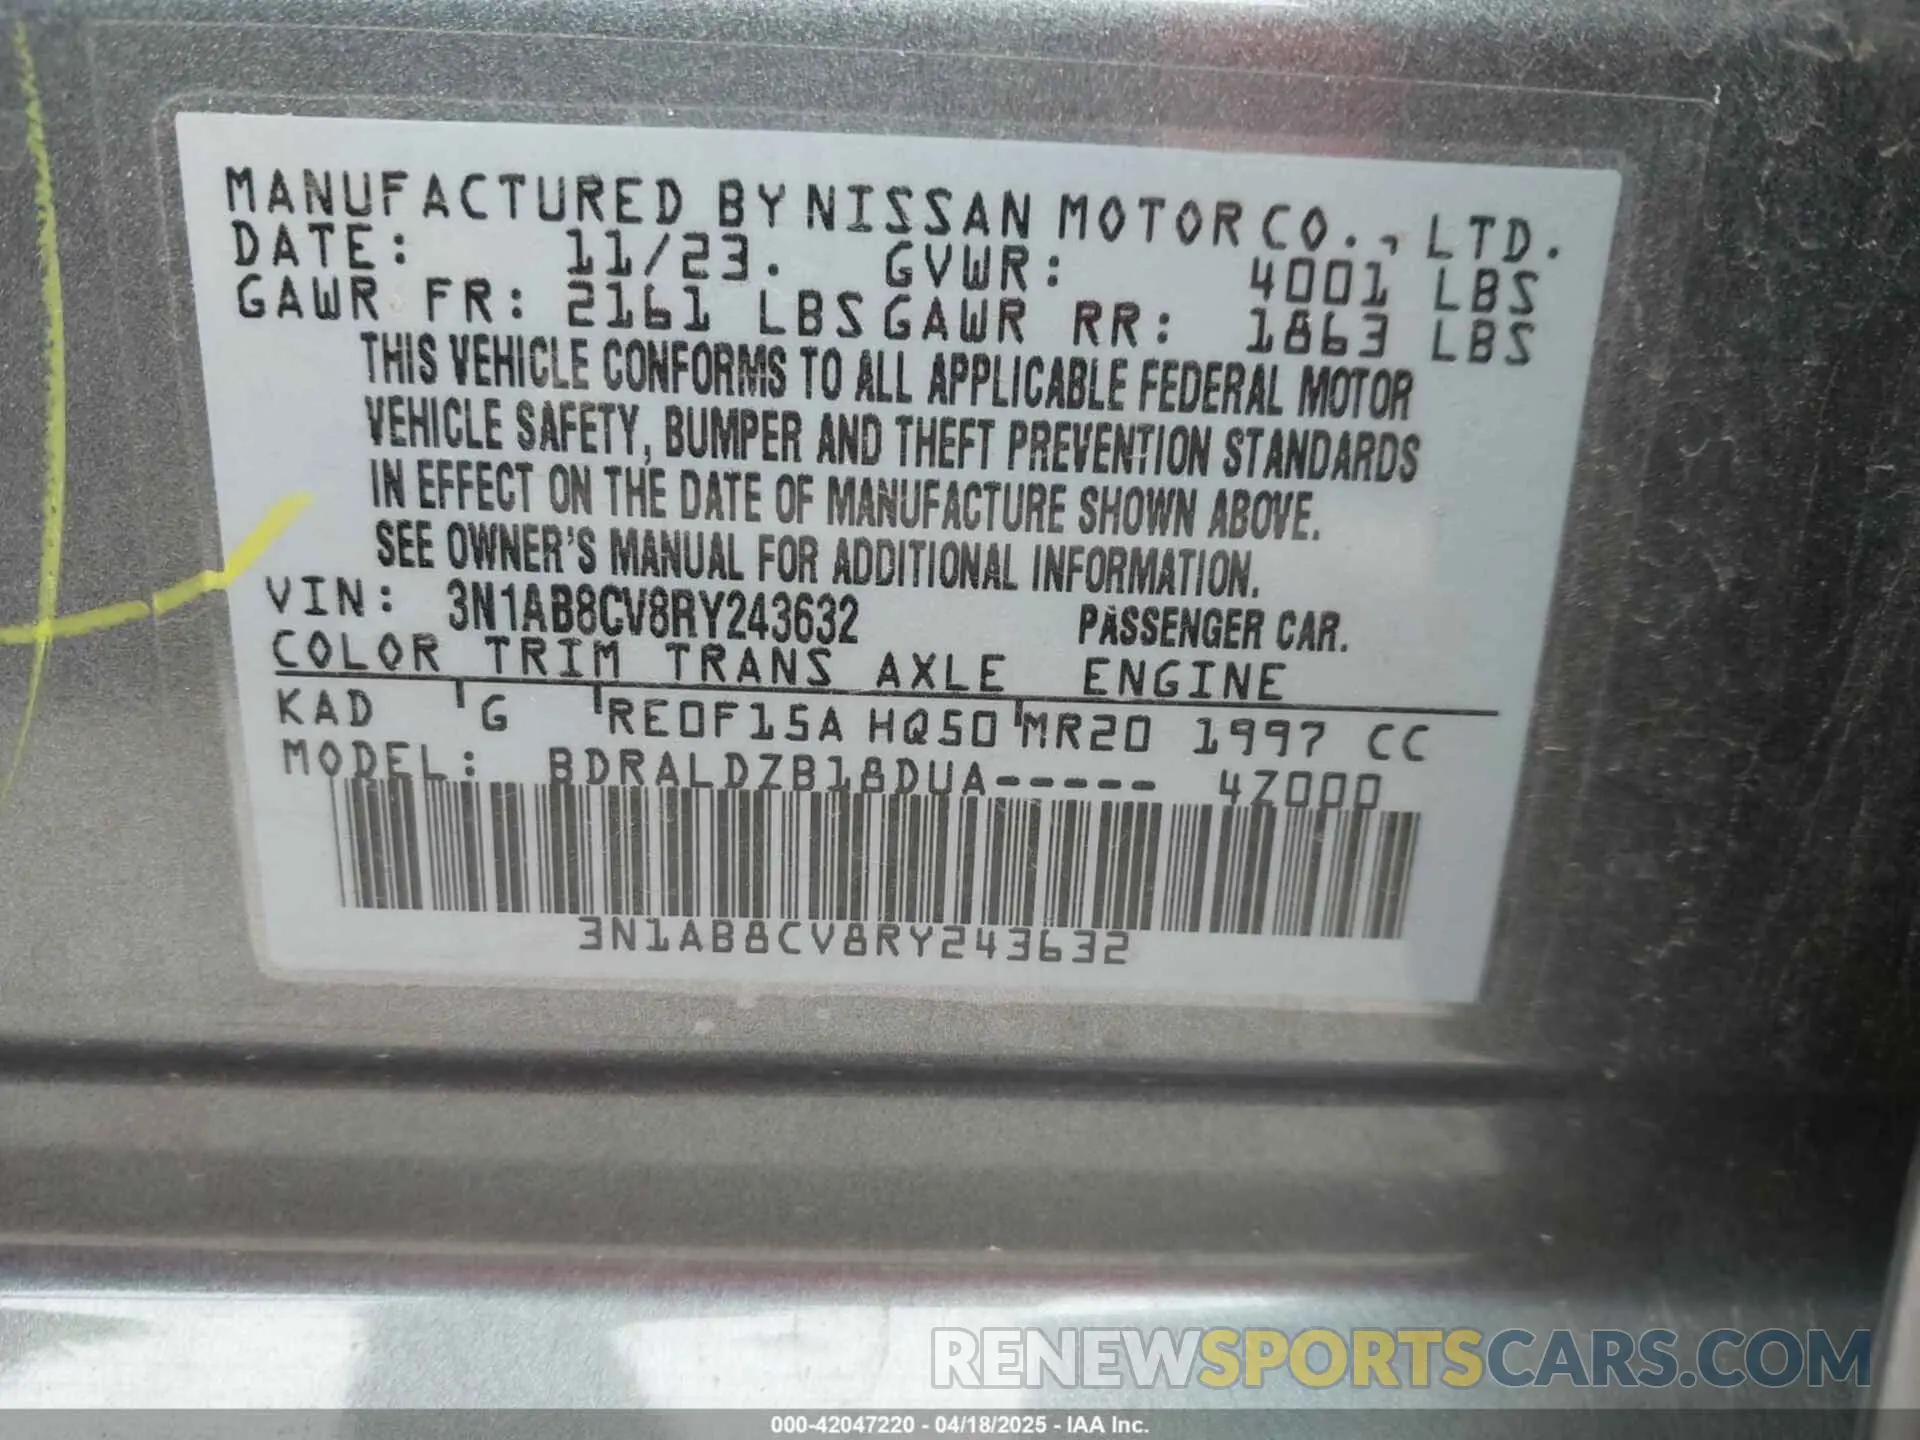 MANUFACTURED BY NISSAN MOTOR CO., LTD.
DATE: 11/23. GVWR: 4001 LBS
GAWR FR: 2161 LBS GAWR RR: 1863 LBS
THIS VEHICLE CONFORMS TO ALL APPLICABLE FEDERAL MOTOR
VEHICLE SAFETY, BUMPER AND THEFT PREVENTION STANDARDS
IN EFFECT ON THE DATE OF MANUFACTURE SHOWN ABOVE.
SEE OWNER'S MANUAL FOR ADDITIONAL INFORMATION.
VIN: 3N1AB8CV8RY243632 PASSENGER CAR.
COLOR TRIM TRANS AXLE ENGINE
KAD G RE0F15A HQ50 MR20 1997 CC
MODEL: BDRALDZB18DUA----- 4Z000
3N1AB8CV8RY243632
RENEWSPORTSCARS.COM
000-42047220 - 04/18/2025 - IAA Inc.